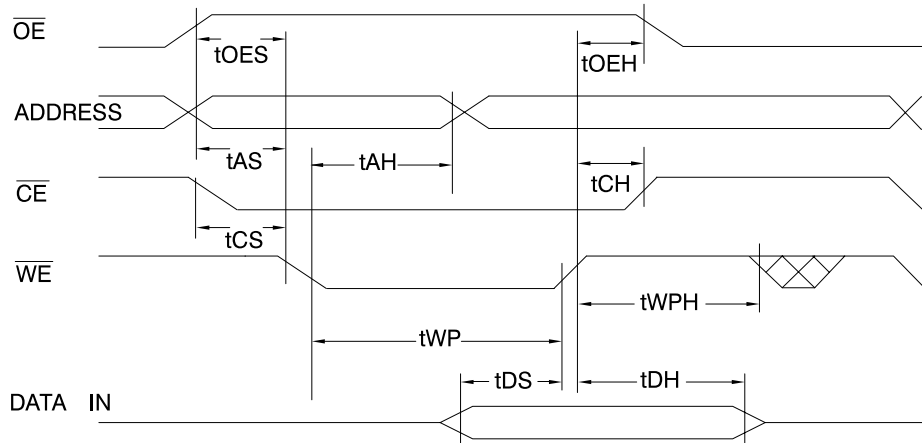 OE
tOES
tOEH
ADDRESS
tAS
tAH
tCH
CE
tCS
WE
tWPH
tWP
tDS
tDH
DATA IN